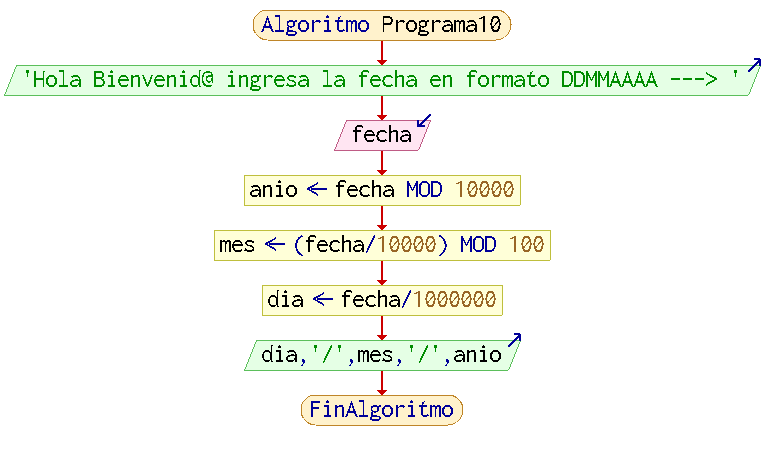 Algoritmo Programa10
'Hola Bienvenid@ ingresa la fecha en formato DDMMAAAA ---> '
fecha
anio ← fecha MOD 10000
mes ← (fecha/10000) MOD 100
dia ← fecha/1000000
dia,'/',mes,'/',anio
FinAlgoritmo